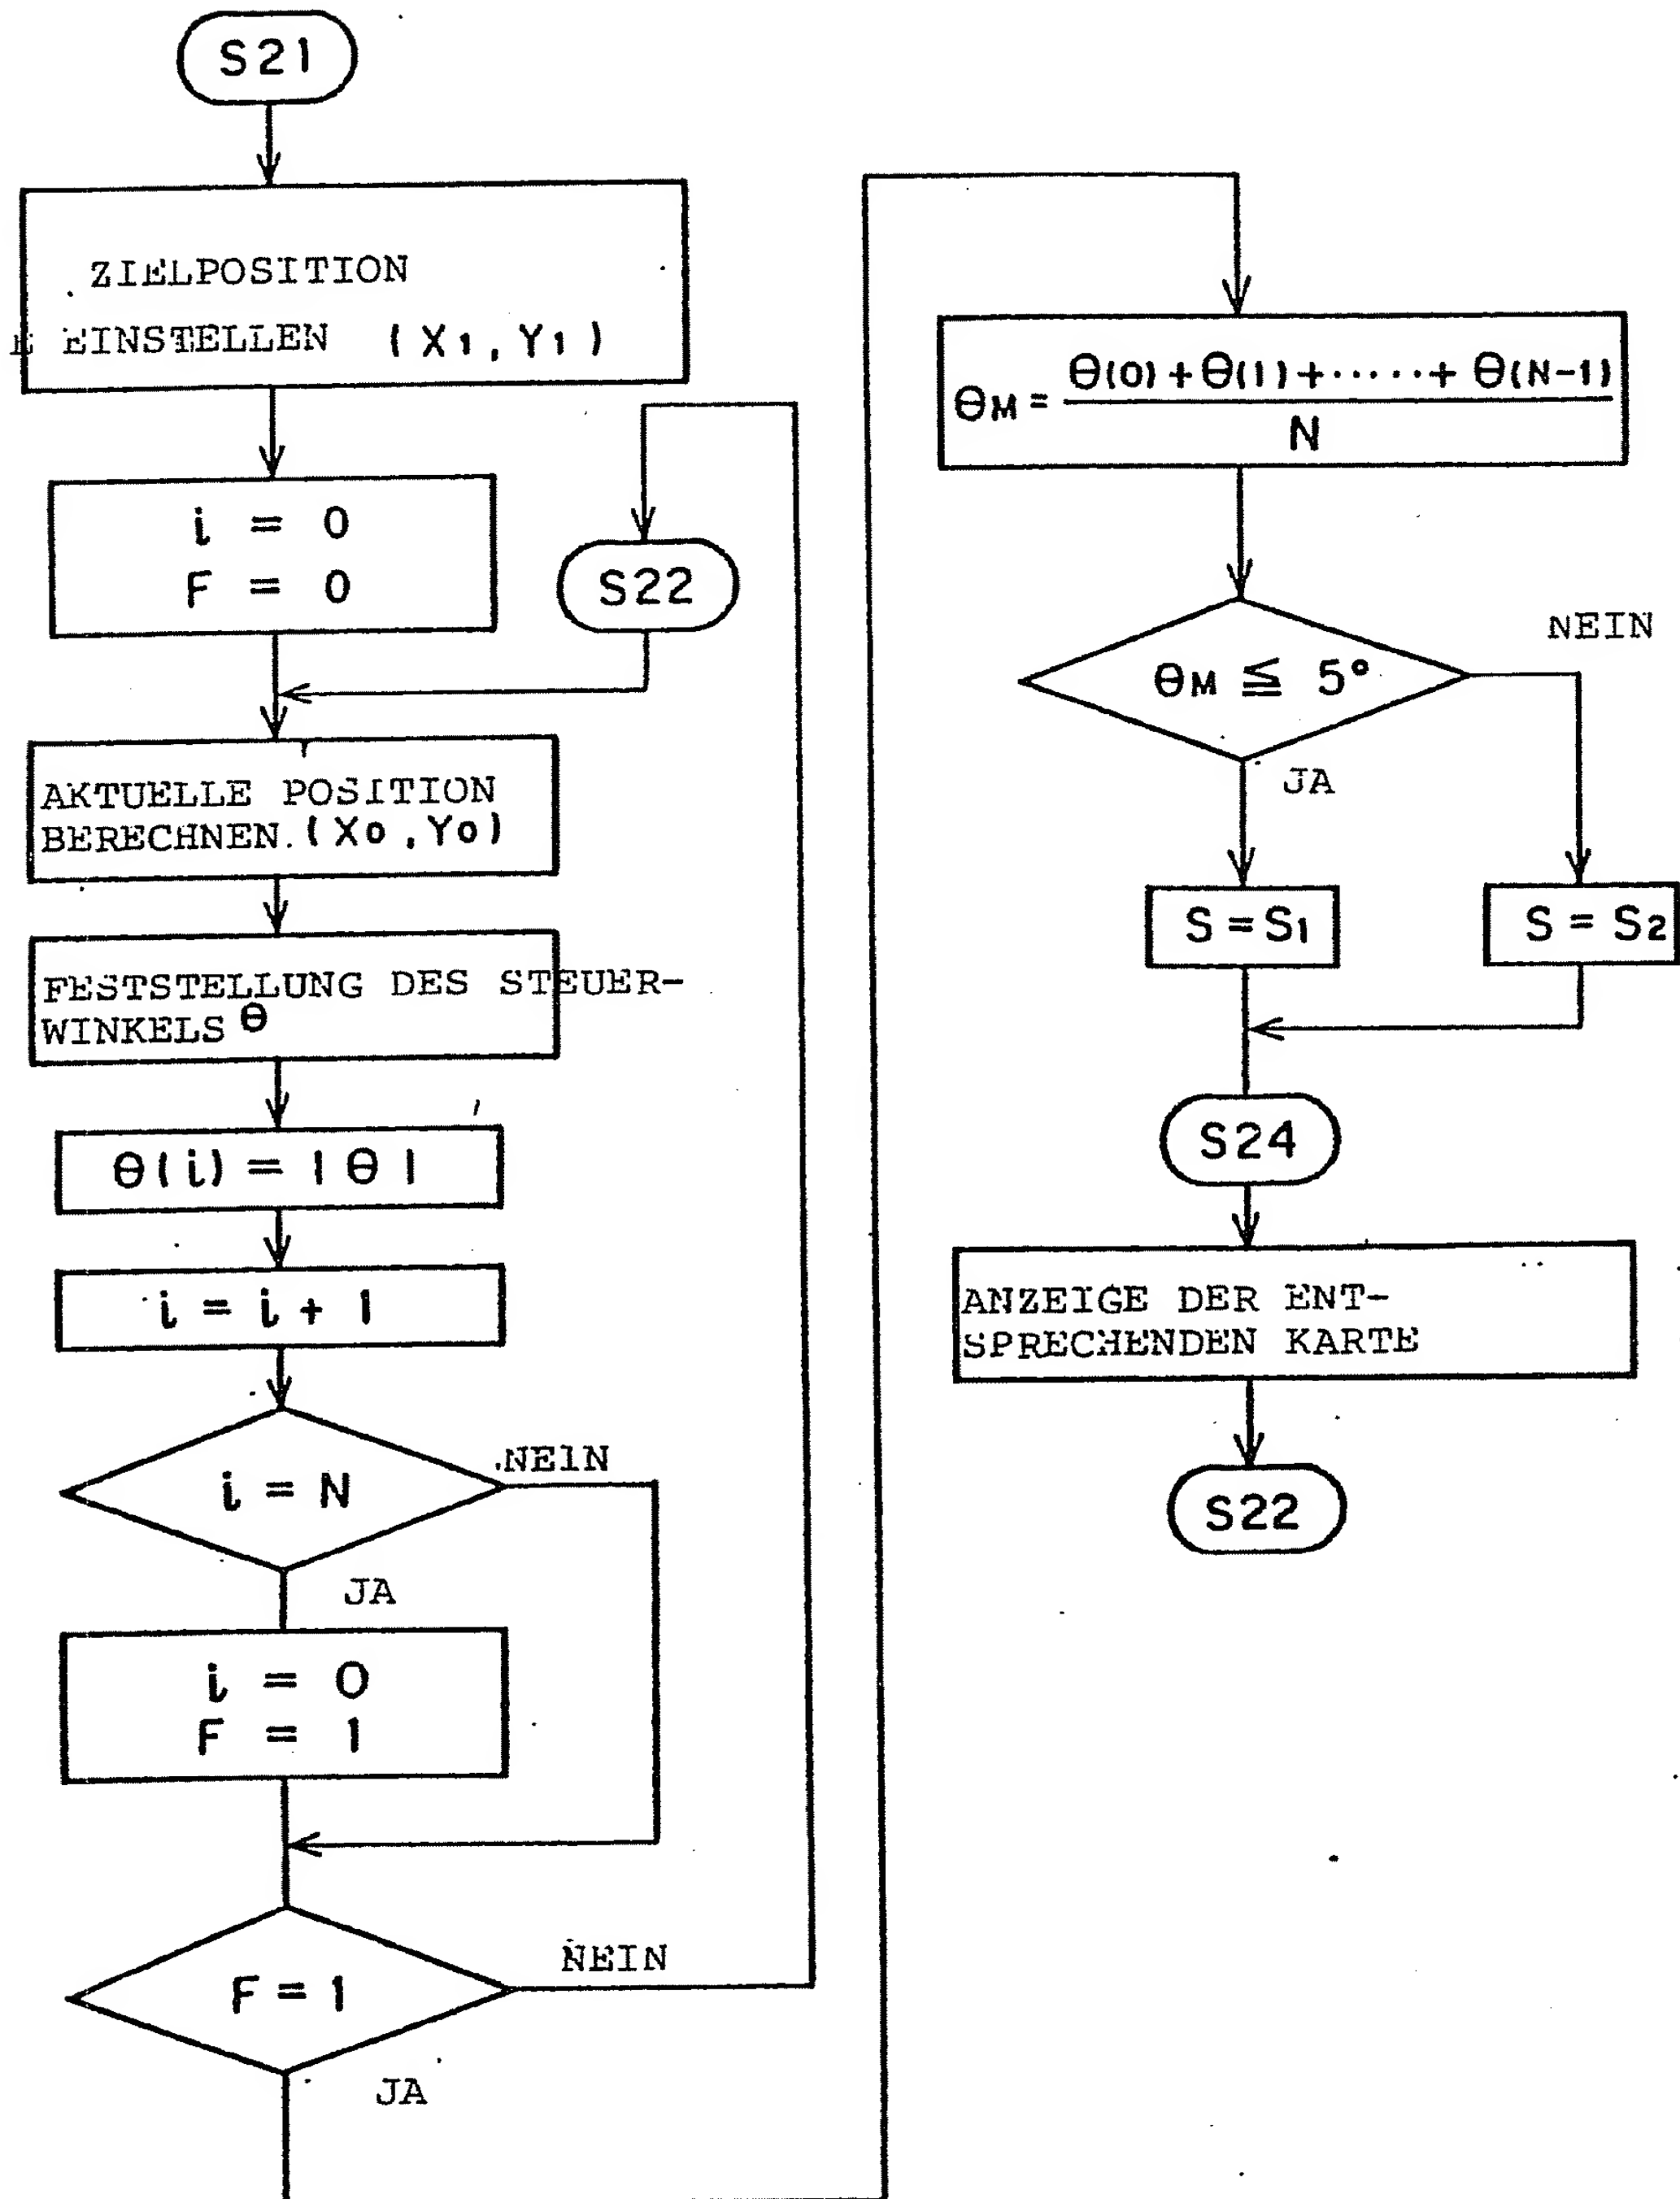 S21
ZIELPOSITION
E EINSTELLEN (X1, Y1)
i = 0
F = 0
S22
AKTUELLE POSITION
BERECHNEN. (X0, Y0)
FESTSTELLUNG DES STEUER-
WINKELS Θ
Θ(i) = |Θ|
i = i + 1
i = N
NEIN
JA
i = 0
F = 1
F = 1
NEIN
JA
ΘM = Θ(0) + Θ(1) + ····· + Θ(N-1)
N
ΘM ≦ 5°
NEIN
JA
S = S1
S = S2
S24
ANZEIGE DER ENT-
SPRECHENDEN KARTE
S22